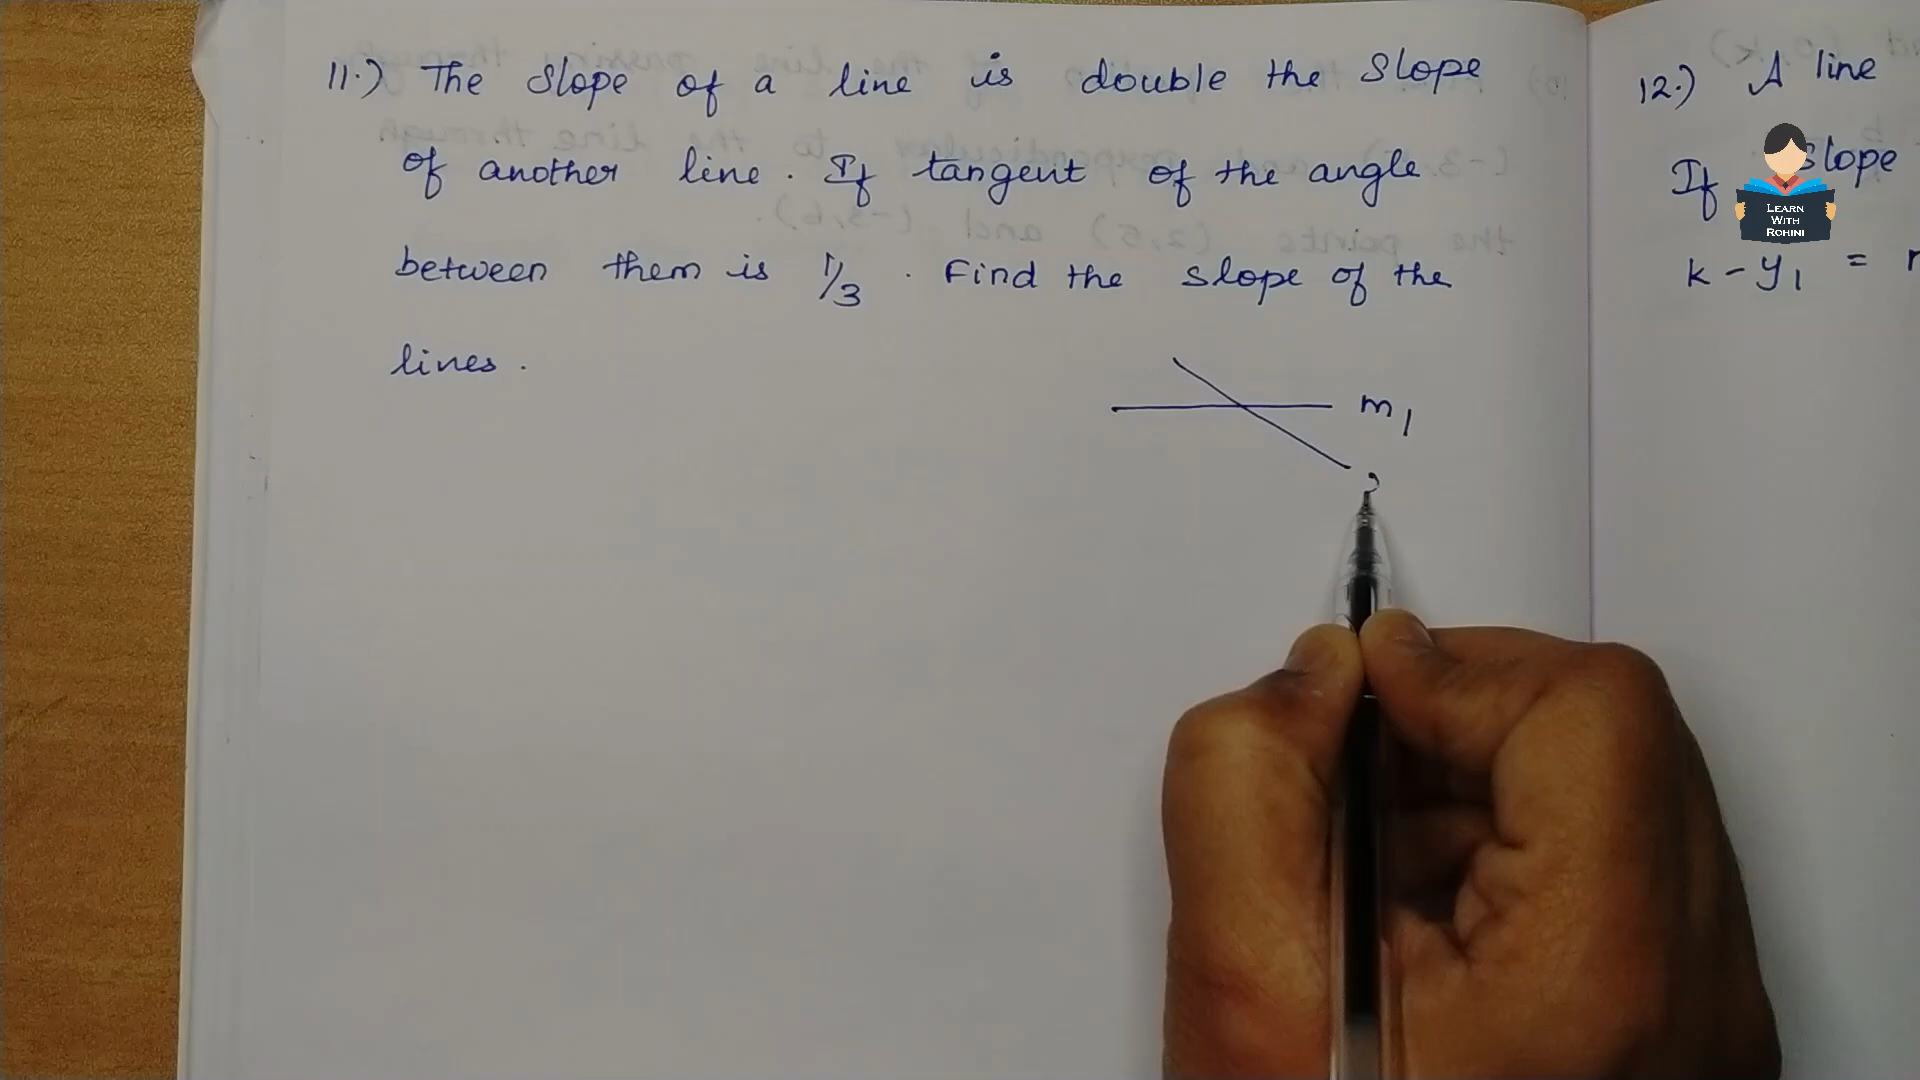 11.) The slope of a line is double the slope
of another line. If tangent of the angle
between them is 1/3. Find the slope of the
lines.
m1
12.) A line
If slope
k - y1 =
LEARN
WITH
ROHINI